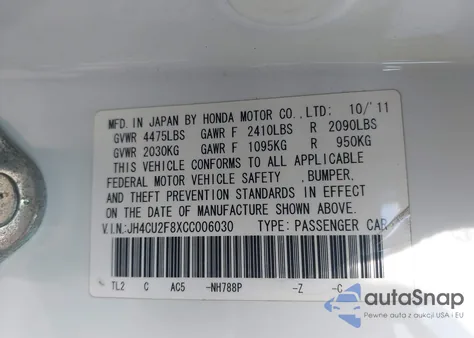 MFD. IN JAPAN BY HONDA MOTOR CO.,LTD: 10/'11
GVWR 4475LBS GAWR F 2410LBS R 2090LBS
GVWR 2030KG GAWR F 1095KG R 950KG
THIS VEHICLE CONFORMS TO ALL APPLICABLE
FEDERAL MOTOR VEHICLE SAFETY ,BUMPER,
AND THEFT PREVENTION STANDARDS IN EFFECT
ON THE DATE OF MANUFACTURE SHOWN ABOVE.
V.I.N.:JH4CU2F8XCC006030 TYPE: PASSENGER CAR
TL2 C AC5 -NH788P -Z -C
autoSnap
Pewne auta z aukcji USA i EU